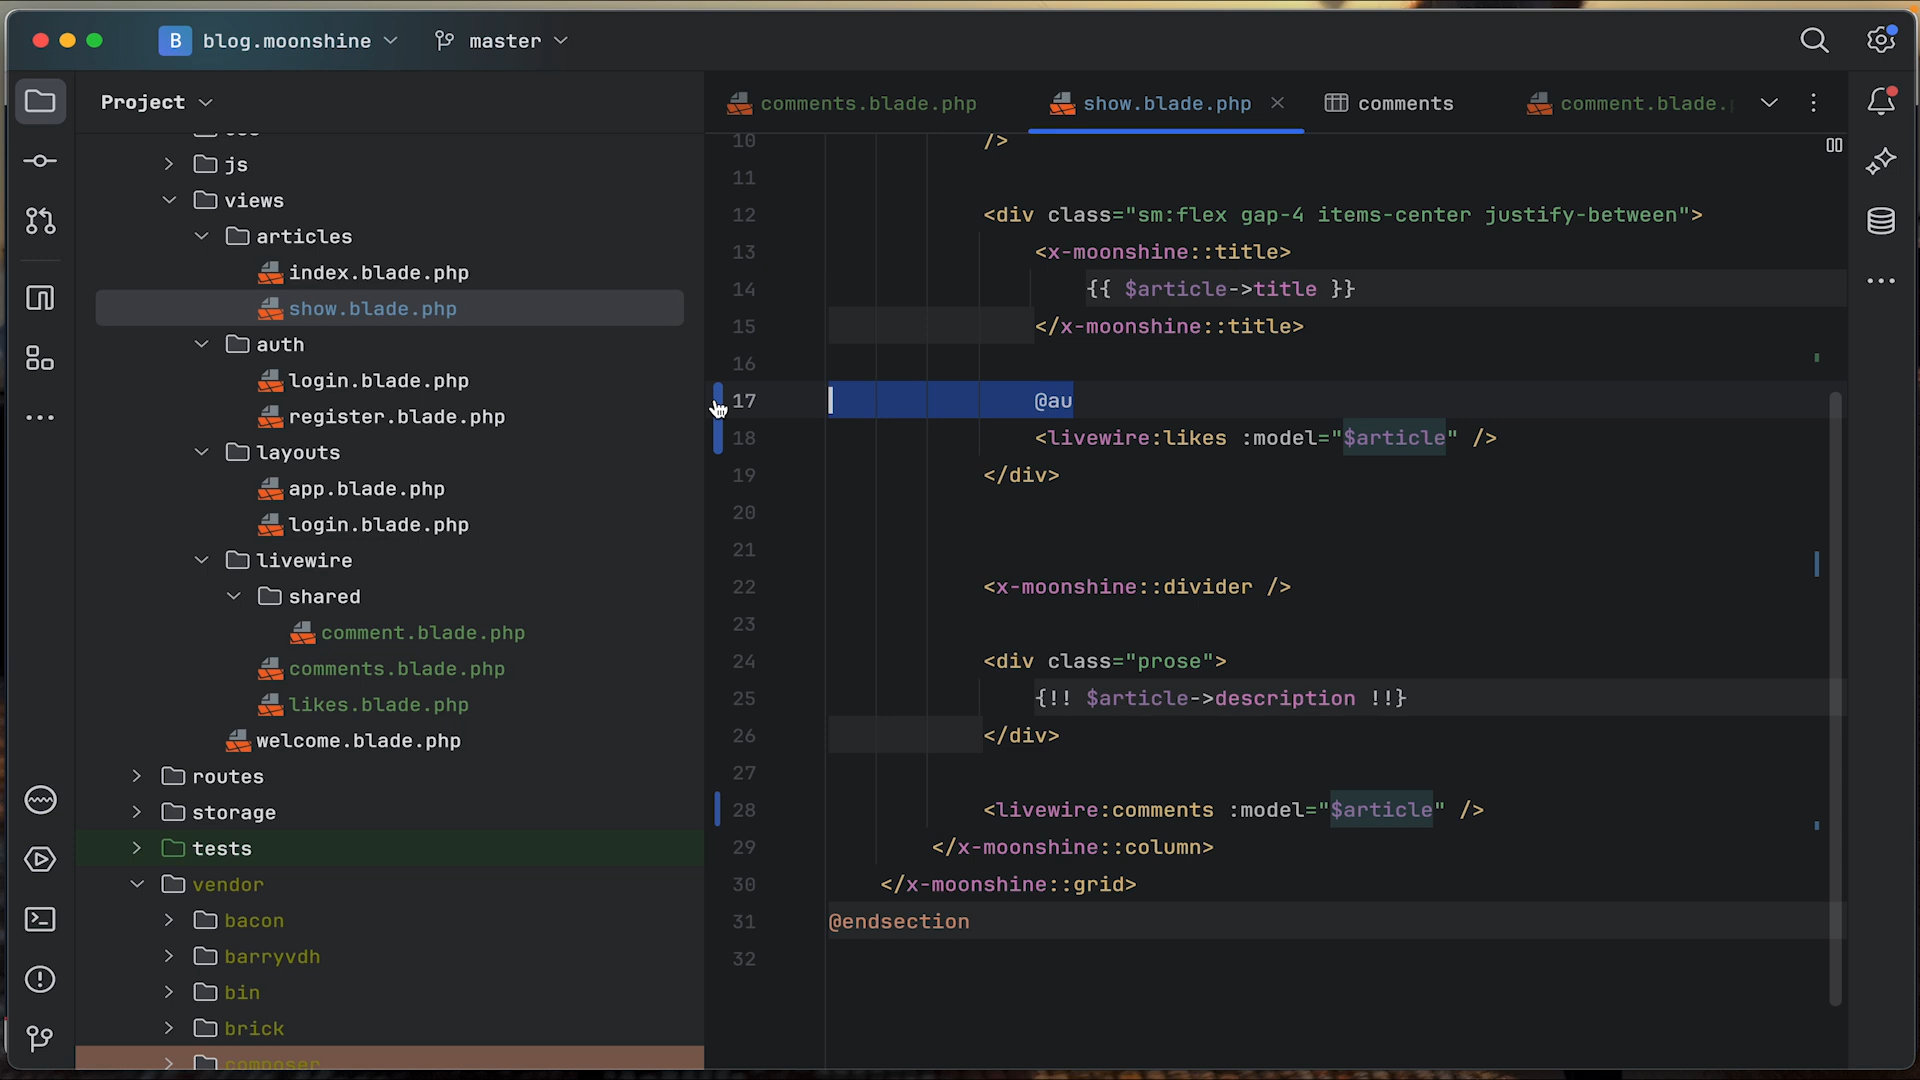 B blog.moonshine master
Project
js
views
articles
index.blade.php
show.blade.php
auth
login.blade.php
register.blade.php
layouts
app.blade.php
login.blade.php
livewire
shared
comment.blade.php
comments.blade.php
likes.blade.php
welcome.blade.php
routes
storage
tests
vendor
bacon
barryvdh
bin
brick
composer
comments.blade.php show.blade.php comments comment.blade.
10 />
11
12 <div class="sm:flex gap-4 items-center justify-between">
13 <x-moonshine::title>
14 {{ $article->title }}
15 </x-moonshine::title>
16
17 @au
18 <livewire:likes :model="$article" />
19 </div>
20
21
22 <x-moonshine::divider />
23
24 <div class="prose">
25 {!! $article->description !!}
26 </div>
27
28 <livewire:comments :model="$article" />
29 </x-moonshine::column>
30 </x-moonshine::grid>
31 @endsection
32